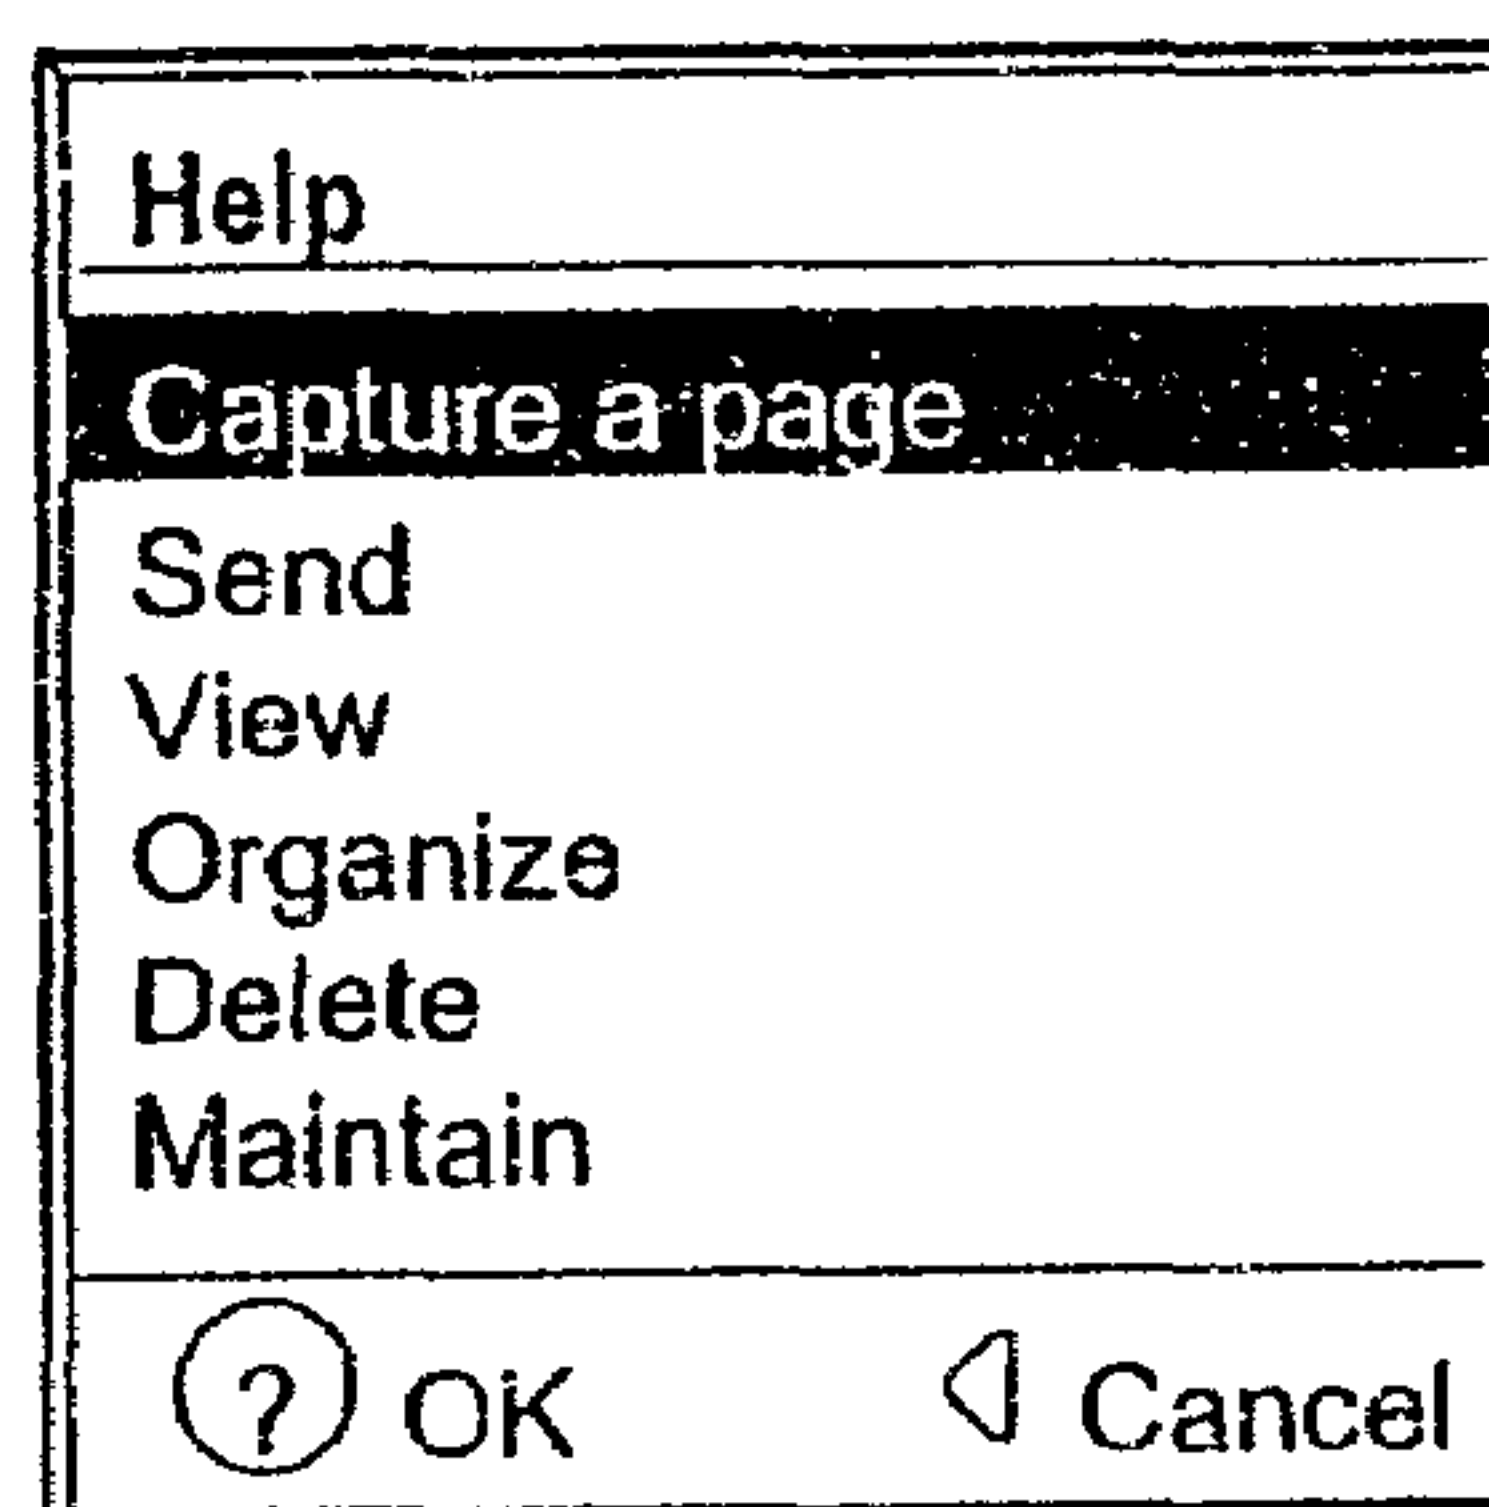 Help
Capture a page
Send
View
Organize
Delete
Maintain
? OK Cancel